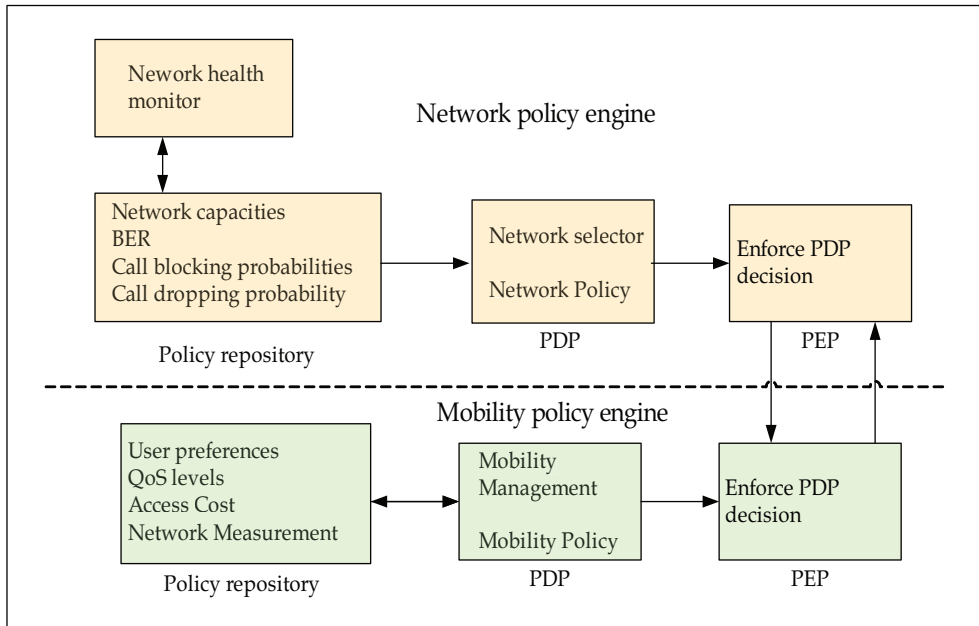 Nework health
monitor
Network policy engine
Network capacities
BER
Call blocking probabilities
Call dropping probability
Policy repository
Network selector
Network Policy
PDP
Enforce PDP
decision
PEP
Mobility policy engine
User preferences
QoS levels
Access Cost
Network Measurement
Policy repository
Mobility
Management
Mobility Policy
PDP
Enforce PDP
decision
PEP